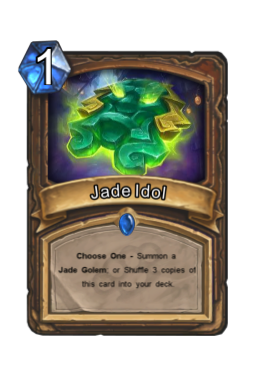 1
Jade Idol
Choose One - Summon a
Jade Golem; or Shuffle 3 copies of
this card into your deck.